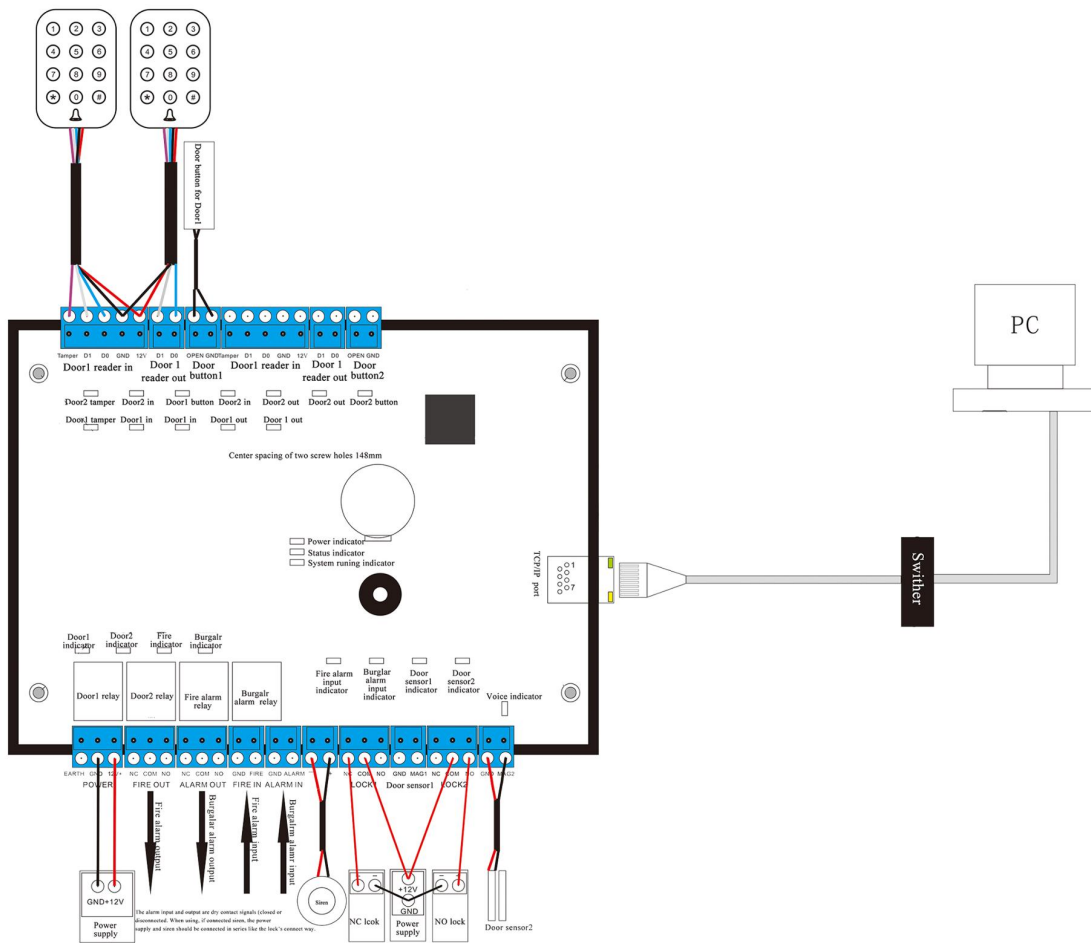 1 2 3
4 5 6
7 8 9
* 0 #
1 2 3
4 5 6
7 8 9
* 0 #
Door button for Door1
PC
Tamper D1 D0 GND 12V D1 D0 OPEN GND Tamper D1 D0 GND 12V D1 D0 OPEN GND
Door1 reader in
Door 1
reader out
Door
button1
Door1 reader in
Door 1
reader out
Door
button2
Door2 tamper Door2 in Door1 button Door2 in Door2 out Door2 out Door2 button
Door1 tamper Door1 in Door1 in Door1 out Door 1 out
Center spacing of two screw holes 148mm
Power indicator
Status indicator
System runing indicator
TCP/IP port
1
7
Swither
Door1
indicator
Door2
indicator
Fire
indicator
Burgalr
indicator
Fire alarm
input
indicator
Burglar
alarm
input
indicator
Door
sensor1
indicator
Door
sensor2
indicator
Voice indicator
Door1 relay
Door2 relay
Fire alarm
relay
Burgalr
alarm relay
EARTH GND 12V+ NC COM NO NC COM NO GND FIRE GND ALARM - + NC COM NO GND MAG1 NC COM NO GND MAG2
POWER FIRE OUT ALARM OUT FIRE IN ALARM IN LOCK1 Door sensor1 LOCK2
Fire alarm output
Burgalar alarm output
Fire alarm input
Burgalrm alamr input
GND+12V
Power
supply
The alarm input and output are dry contact signals (closed or
disconnected. When using, if connected siren, the power
supply and siren should be connected in series like the lock's connect way.
Siren
NC lcok
+12V
GND
Power
supply
NO lock
Door sensor2